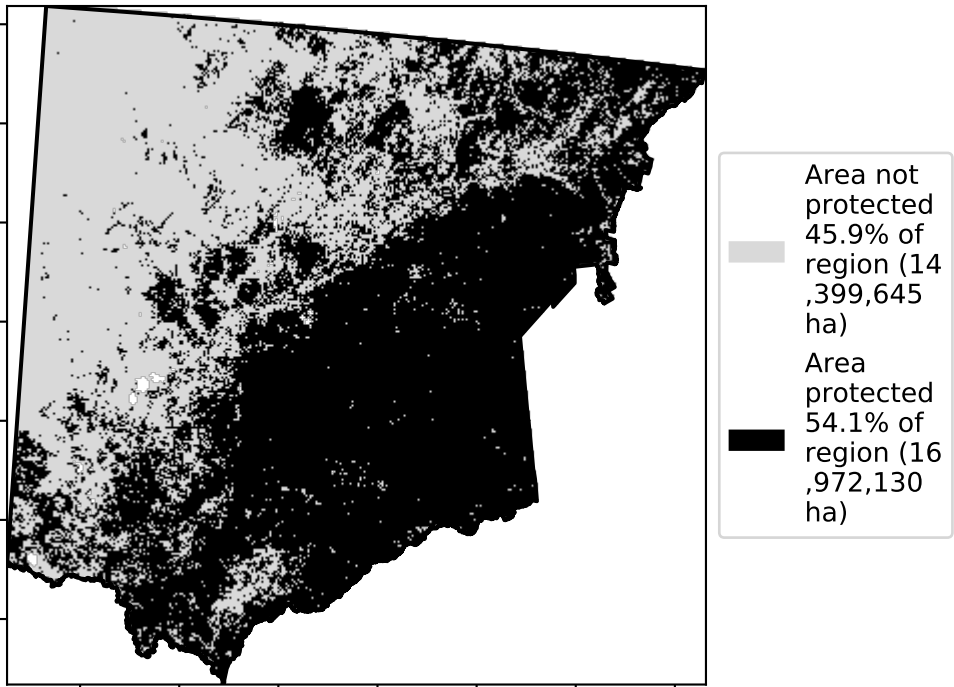 Area not
protected
45.9% of
region (14
,399,645
ha)
Area
protected
54.1% of
region (16
,972,130
ha)